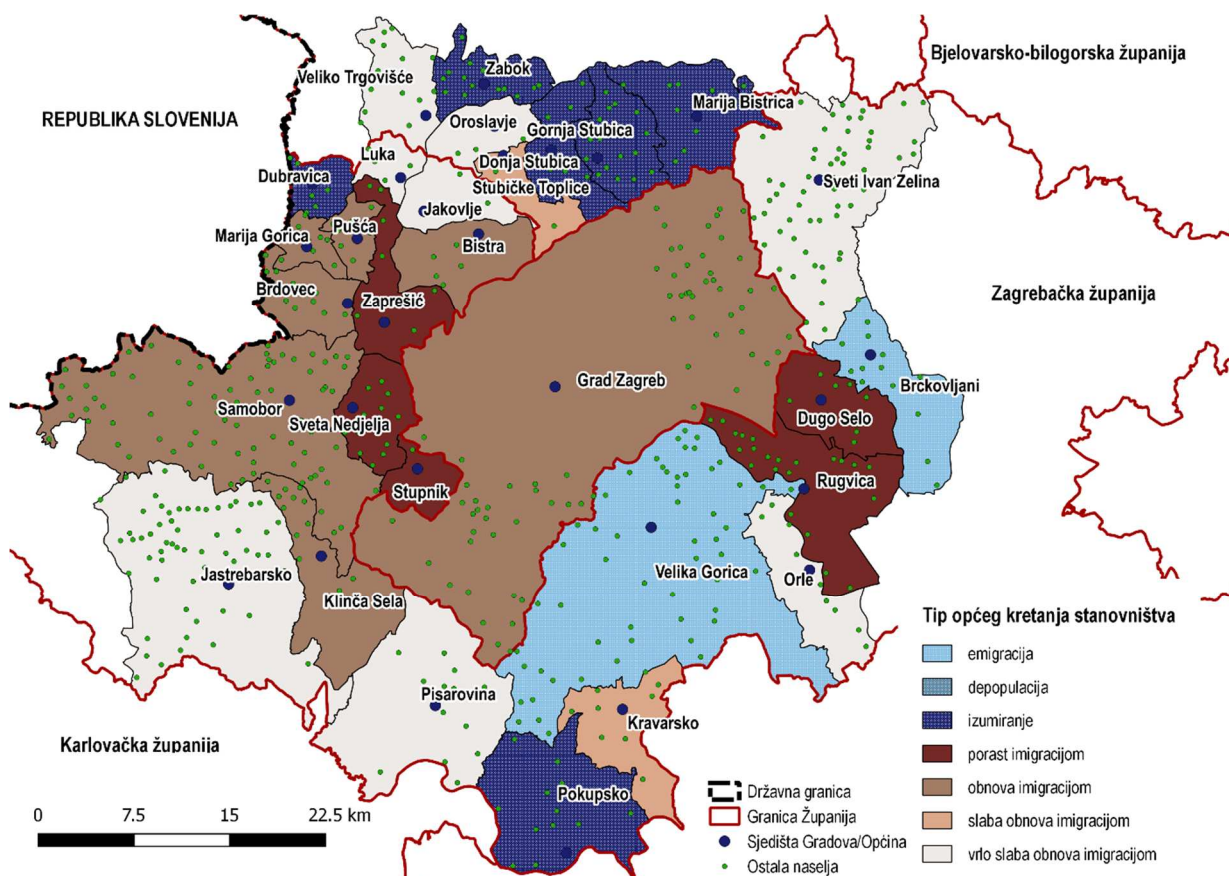 Bjelovarsko-bilogorska županija
Veliko Trgovišće
Zabok
Marija Bistrica
REPUBLIKA SLOVENIJA
Oroslavje
Gornja Stubica
Luka
Donja Stubica
Dubravica
Stubičke Toplice
Sveti Ivan Zelina
Jakovlje
Pušća
Marija Gorica
Bistra
Brdovec
Zaprešić
Zagrebačka županija
Grad Zagreb
Brckovljani
Samobor
Sveta Nedjelja
Dugo Selo
Stupnik
Rugvica
Velika Gorica
Orle
Jastrebarsko
Klinča Sela
Pisarovina
Kravarsko
Karlovačka županija
Pokupsko
Tip općeg kretanja stanovništva
emigracija
depopulacija
izumiranje
porast imigracijom
obnova imigracijom
slaba obnova imigracijom
vrlo slaba obnova imigracijom
Državna granica
Granica Županija
Sjedišta Gradova/Općina
Ostala naselja
0 7.5 15 22.5 km